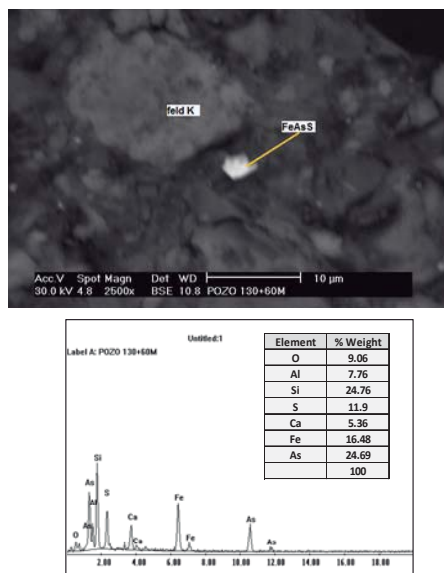 feld K
FeAsS
Acc.V Spot Magn Det WD 10 µm
30.0 kV 4.8 2500x BSE 10.8 POZO 130+60M
Untitled:1
Label A: POZO 130+60M
Element % Weight
O 9.06
Al 7.76
Si 24.76
S 11.9
Ca 5.36
Fe 16.48
As 24.69
100
Si
As
Al
As
O
S
Ca
Ca
Fe
Fe
As
As
2.00 4.00 6.00 8.00 10.00 12.00 14.00 16.00 18.00